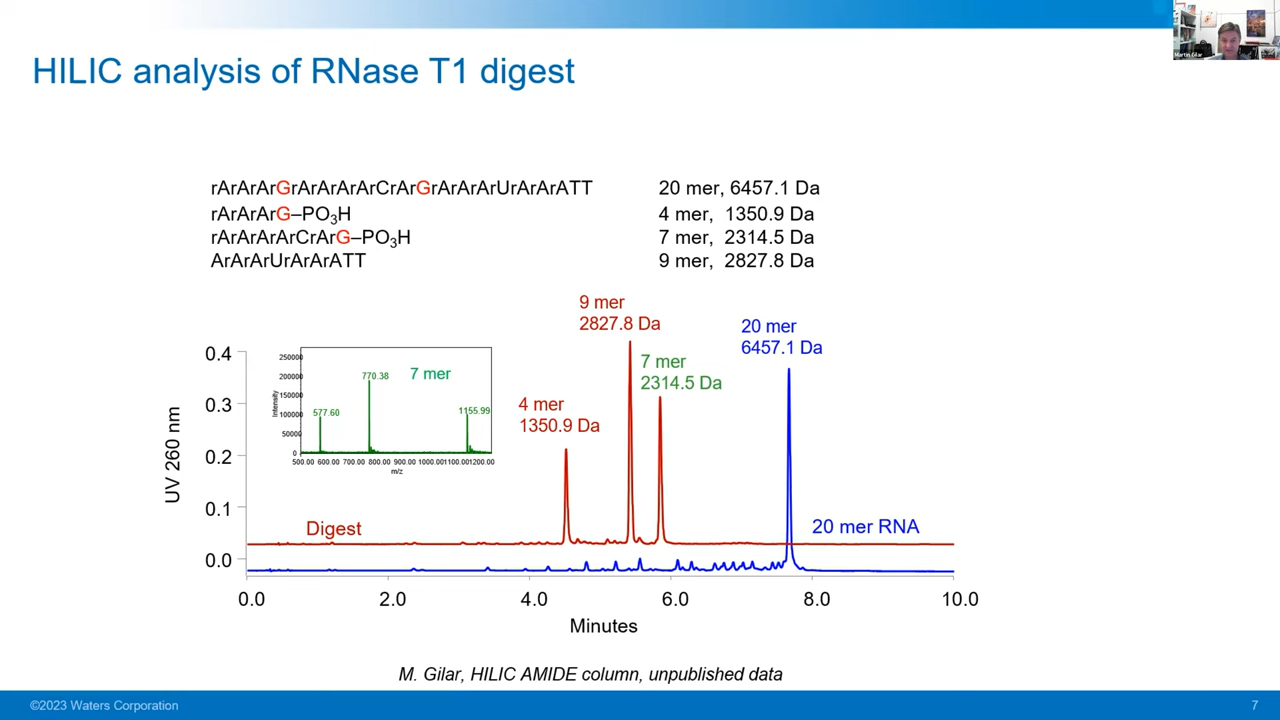 Martin Gilar
HILIC analysis of RNase T1 digest
rArArArGrArArArArCrArGrArArArUrArArATT 20 mer, 6457.1 Da
rArArArG–PO3H 4 mer, 1350.9 Da
rArArArArCrArG–PO3H 7 mer, 2314.5 Da
ArArArUrArArATT 9 mer, 2827.8 Da
9 mer
2827.8 Da
20 mer
6457.1 Da
7 mer
2314.5 Da
4 mer
1350.9 Da
250000
200000
150000
100000
50000
0
Intensity
770.38
7 mer
577.60
1155.99
500.00 600.00 700.00 800.00 900.00 1000.00 1100.00 1200.00
m/z
UV 260 nm
0.4
0.3
0.2
0.1
0.0
Digest
20 mer RNA
0.0 2.0 4.0 6.0 8.0 10.0
Minutes
M. Gilar, HILIC AMIDE column, unpublished data
©2023 Waters Corporation 7